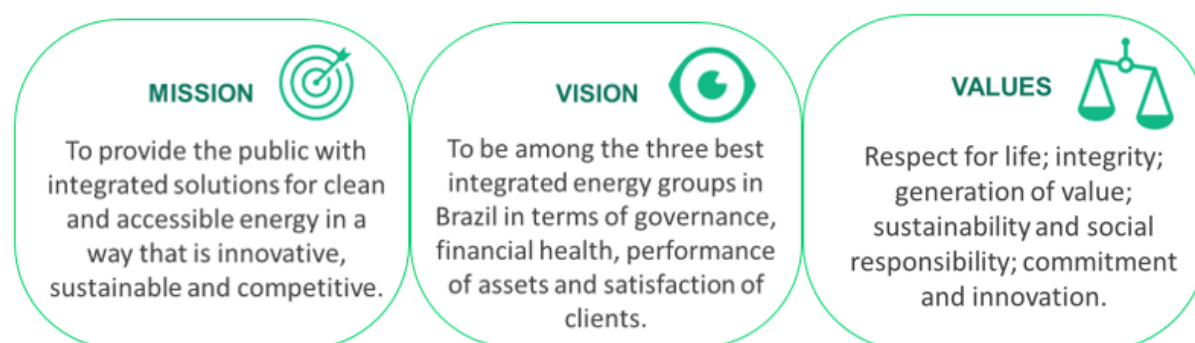 MISSION
To provide the public with
integrated solutions for clean
and accessible energy in a
way that is innovative,
sustainable and competitive.
VISION
To be among the three best
integrated energy groups in
Brazil in terms of governance,
financial health, performance
of assets and satisfaction of
clients.
VALUES
Respect for life; integrity;
generation of value;
sustainability and social
responsibility; commitment
and innovation.